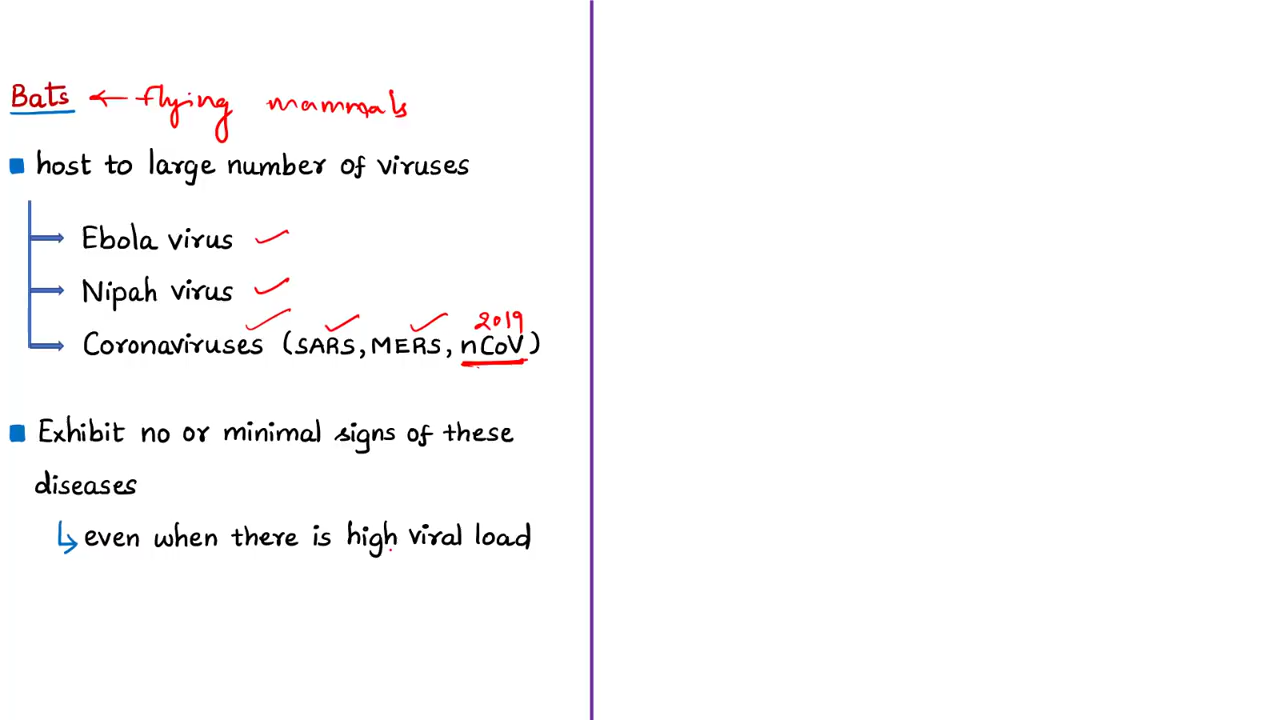 Bats ← flying mammals
host to large number of viruses
Ebola virus
Nipah virus
2019
Coronaviruses (SARS, MERS, nCoV)
Exhibit no or minimal signs of these
diseases
even when there is high viral load